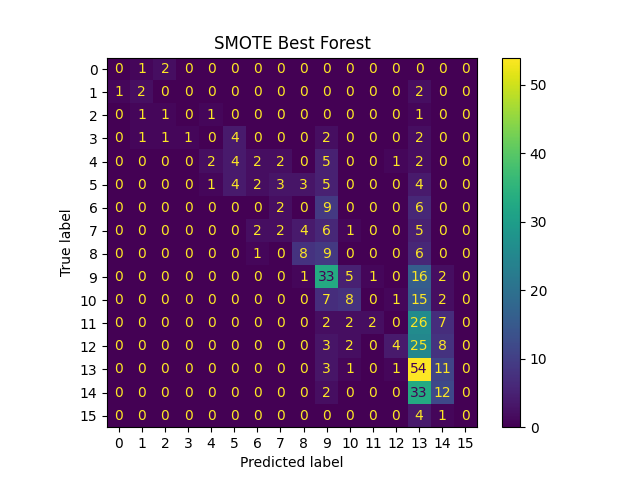 SMOTE Best Forest
0 0 1 2 0 0 0 0 0 0 0 0 0 0 0 0 0
1 1 2 0 0 0 0 0 0 0 0 0 0 0 2 0 0
2 0 1 1 0 1 0 0 0 0 0 0 0 0 1 0 0
3 0 1 1 1 0 4 0 0 0 2 0 0 0 2 0 0
4 0 0 0 0 2 4 2 2 0 5 0 0 1 2 0 0
5 0 0 0 0 1 4 2 3 3 5 0 0 0 4 0 0
6 0 0 0 0 0 0 0 2 0 9 0 0 0 6 0 0
7 0 0 0 0 0 0 2 2 4 6 1 0 0 5 0 0
8 0 0 0 0 0 0 1 0 8 9 0 0 0 6 0 0
9 0 0 0 0 0 0 0 0 1 33 5 1 0 16 2 0
10 0 0 0 0 0 0 0 0 0 7 8 0 1 15 2 0
11 0 0 0 0 0 0 0 0 0 2 2 2 0 26 7 0
12 0 0 0 0 0 0 0 0 0 3 2 0 4 25 8 0
13 0 0 0 0 0 0 0 0 0 3 1 0 1 54 11 0
14 0 0 0 0 0 0 0 0 0 2 0 0 0 33 12 0
15 0 0 0 0 0 0 0 0 0 0 0 0 0 4 1 0
0 1 2 3 4 5 6 7 8 9 10 11 12 13 14 15
Predicted label
True label
50
40
30
20
10
0